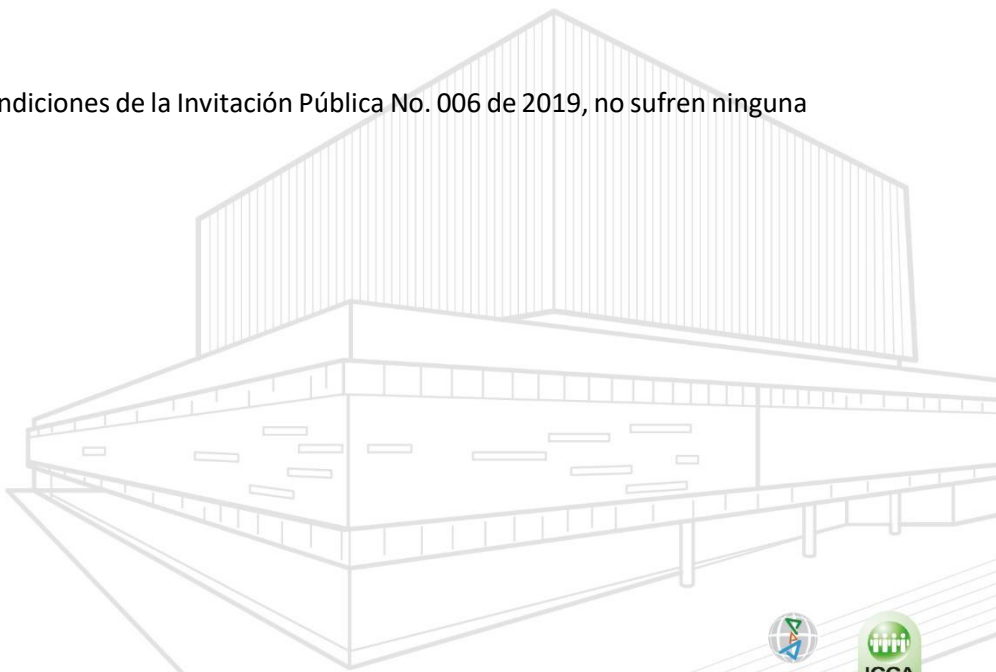 ndiciones de la Invitación Pública No. 006 de 2019, no sufren ninguna
ICCA